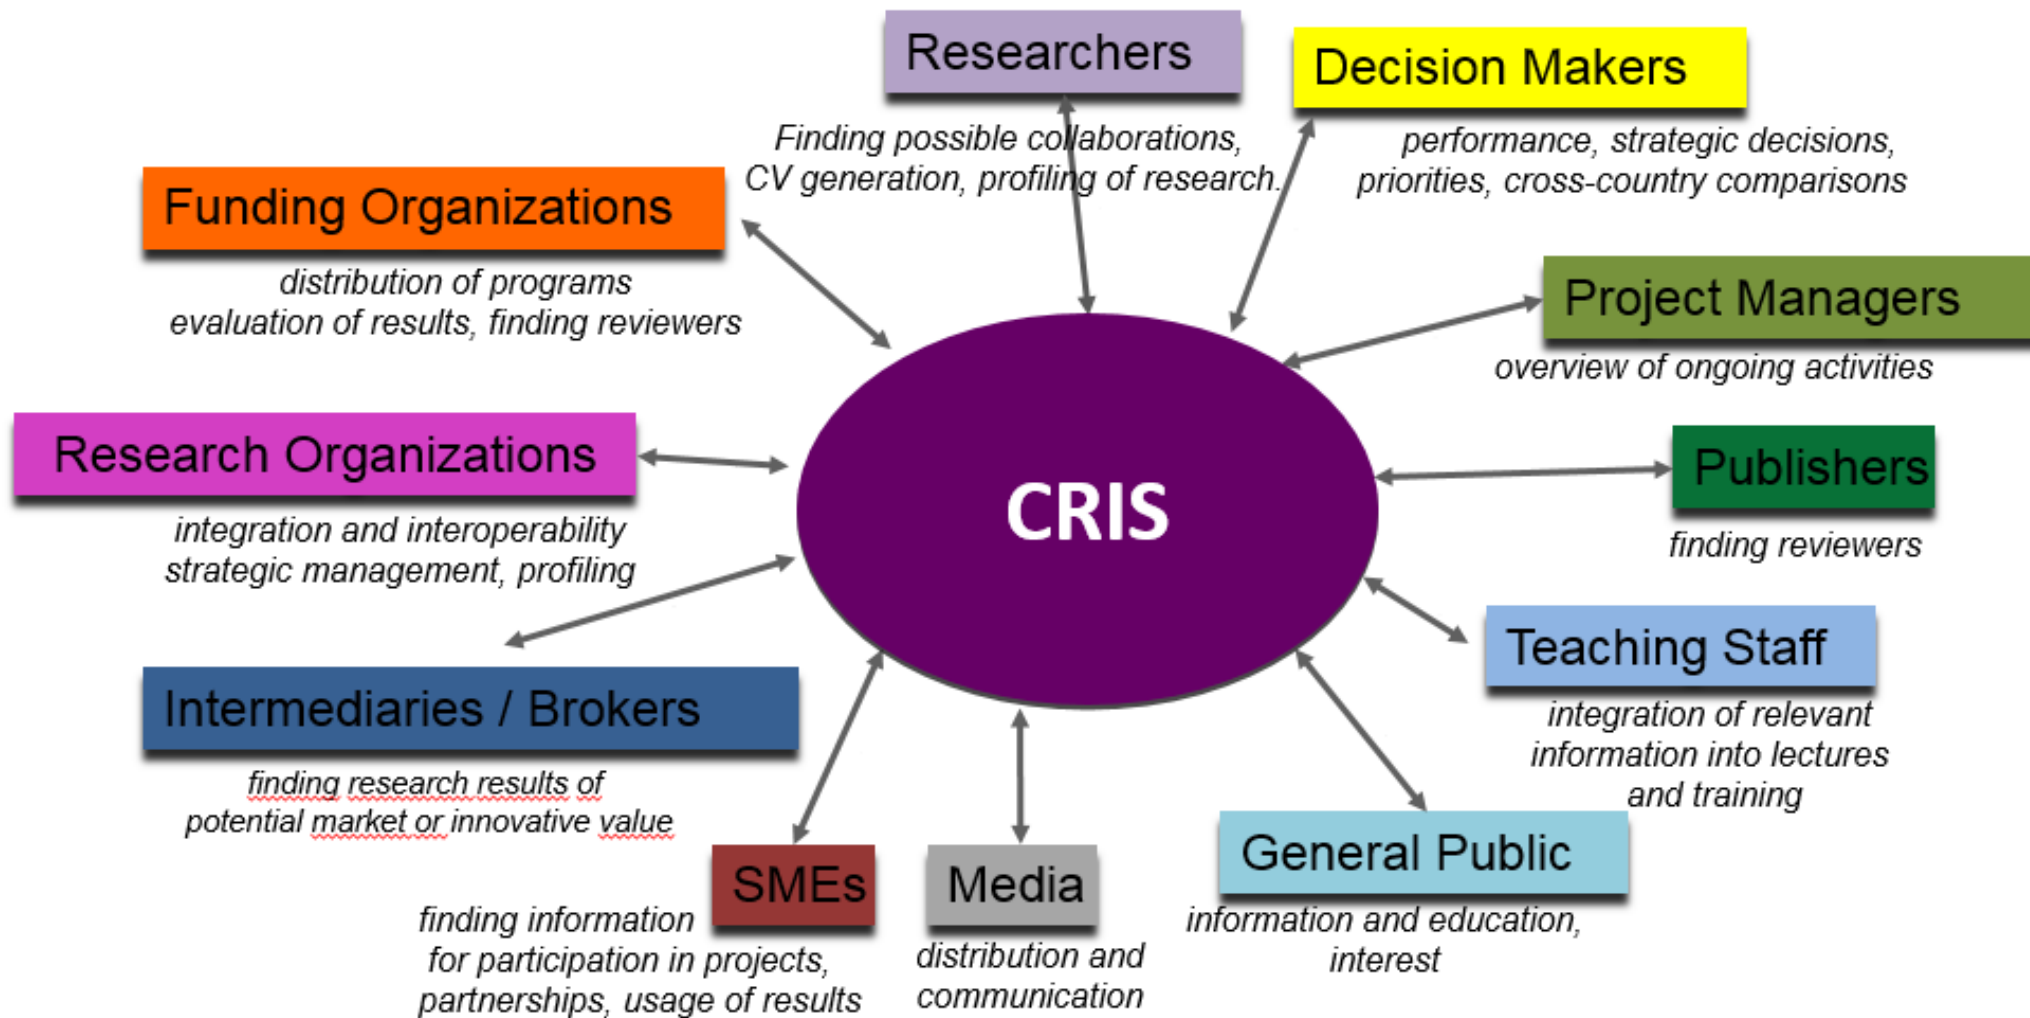 Researchers
Finding possible collaborations,
CV generation, profiling of research.
Decision Makers
performance, strategic decisions,
priorities, cross-country comparisons
Funding Organizations
distribution of programs
evaluation of results, finding reviewers
Project Managers
overview of ongoing activities
Research Organizations
integration and interoperability
strategic management, profiling
CRIS
Publishers
finding reviewers
Intermediaries / Brokers
finding research results of
potential market or innovative value
Teaching Staff
integration of relevant
information into lectures
and training
SMEs
finding information
for participation in projects,
partnerships, usage of results
Media
distribution and
communication
General Public
information and education,
interest